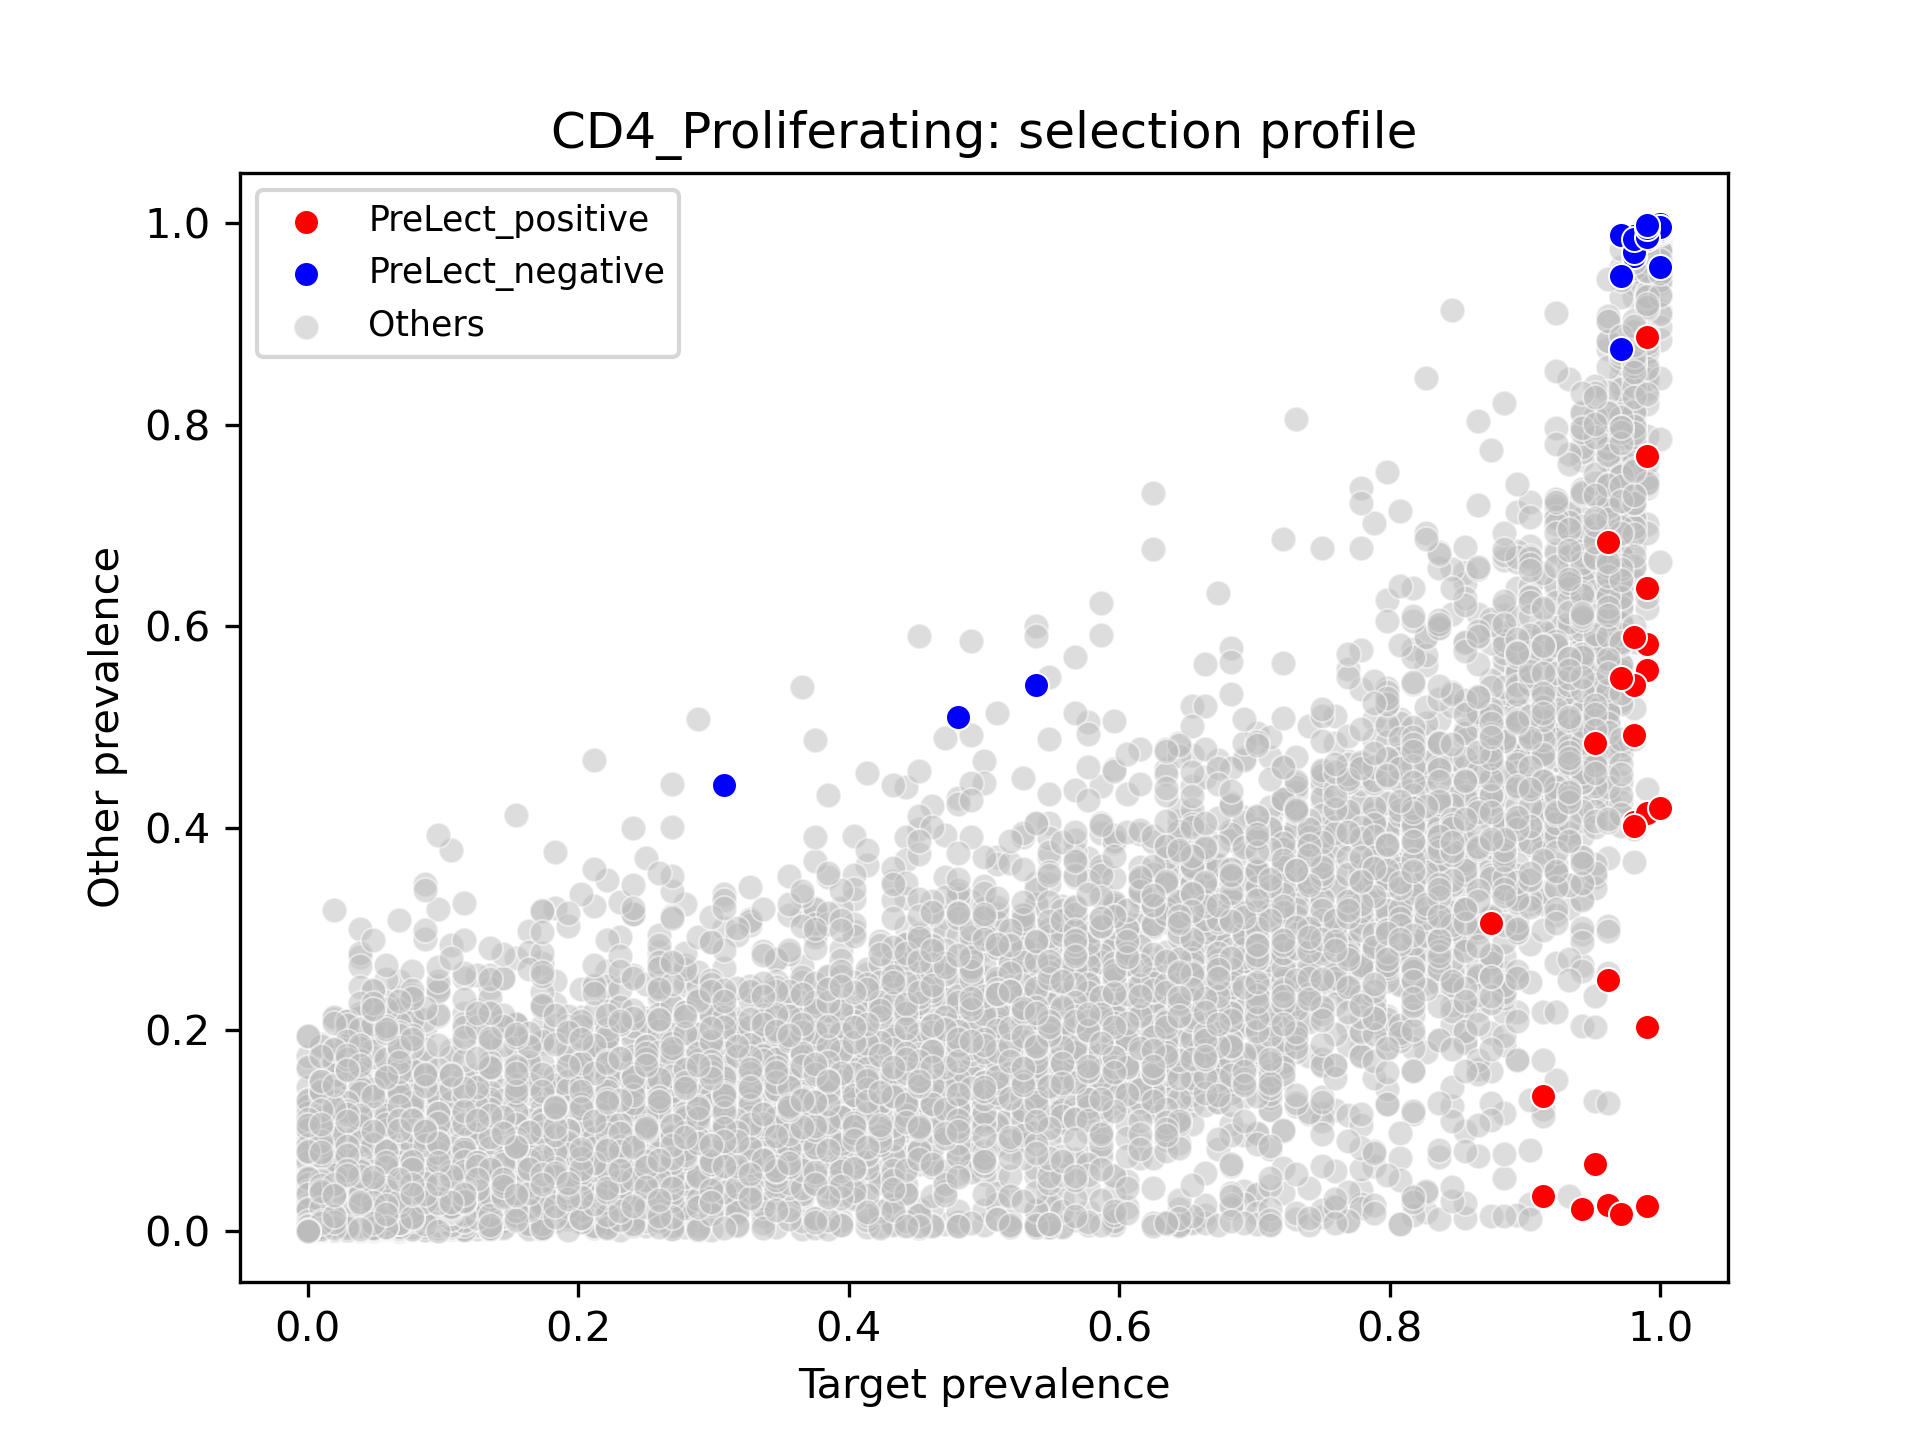 CD4_Proliferating: selection profile
PreLect_positive
PreLect_negative
Others
1.0
0.8
0.6
0.4
0.2
0.0
Other prevalence
0.0 0.2 0.4 0.6 0.8 1.0
Target prevalence